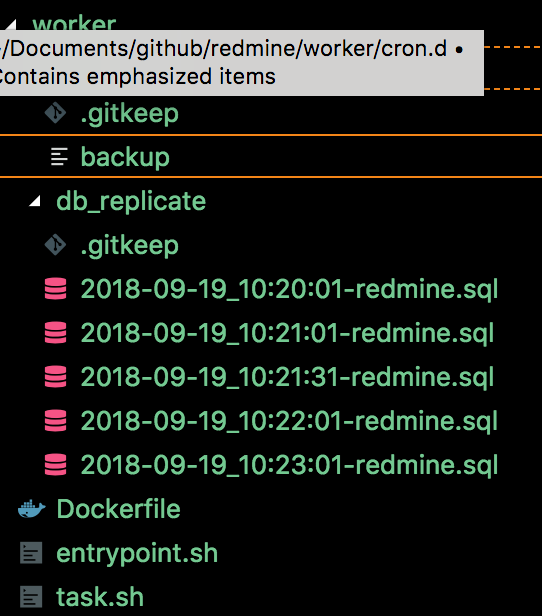 worker
/Documents/github/redmine/worker/cron.d •
Contains emphasized items
.gitkeep
backup
db_replicate
.gitkeep
2018-09-19_10:20:01-redmine.sql
2018-09-19_10:21:01-redmine.sql
2018-09-19_10:21:31-redmine.sql
2018-09-19_10:22:01-redmine.sql
2018-09-19_10:23:01-redmine.sql
Dockerfile
entrypoint.sh
task.sh